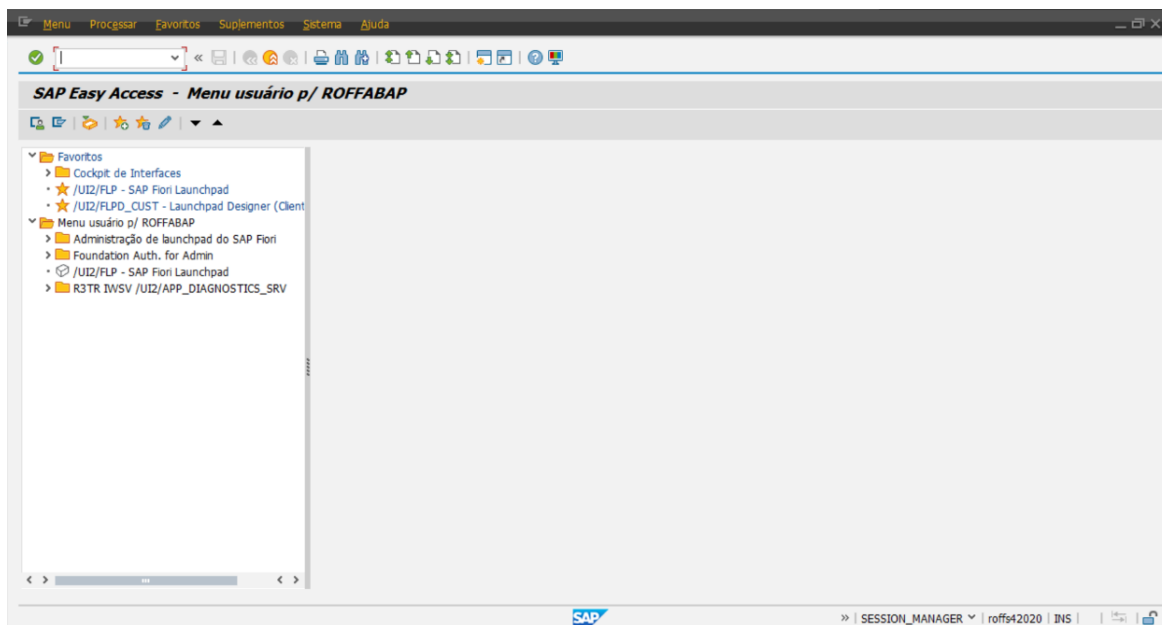 Menu Processar Favoritos Suplementos Sistema Ajuda
SAP Easy Access - Menu usuário p/ ROFFABAP
Favoritos
Cockpit de Interfaces
/UI2/FLP - SAP Fiori Launchpad
/UI2/FLPD_CUST - Launchpad Designer (Client
Menu usuário p/ ROFFABAP
Administração de launchpad do SAP Fiori
Foundation Auth. for Admin
/UI2/FLP - SAP Fiori Launchpad
R3TR IWSV /UI2/APP_DIAGNOSTICS_SRV
SAP » | SESSION_MANAGER | roffs42020 | INS |